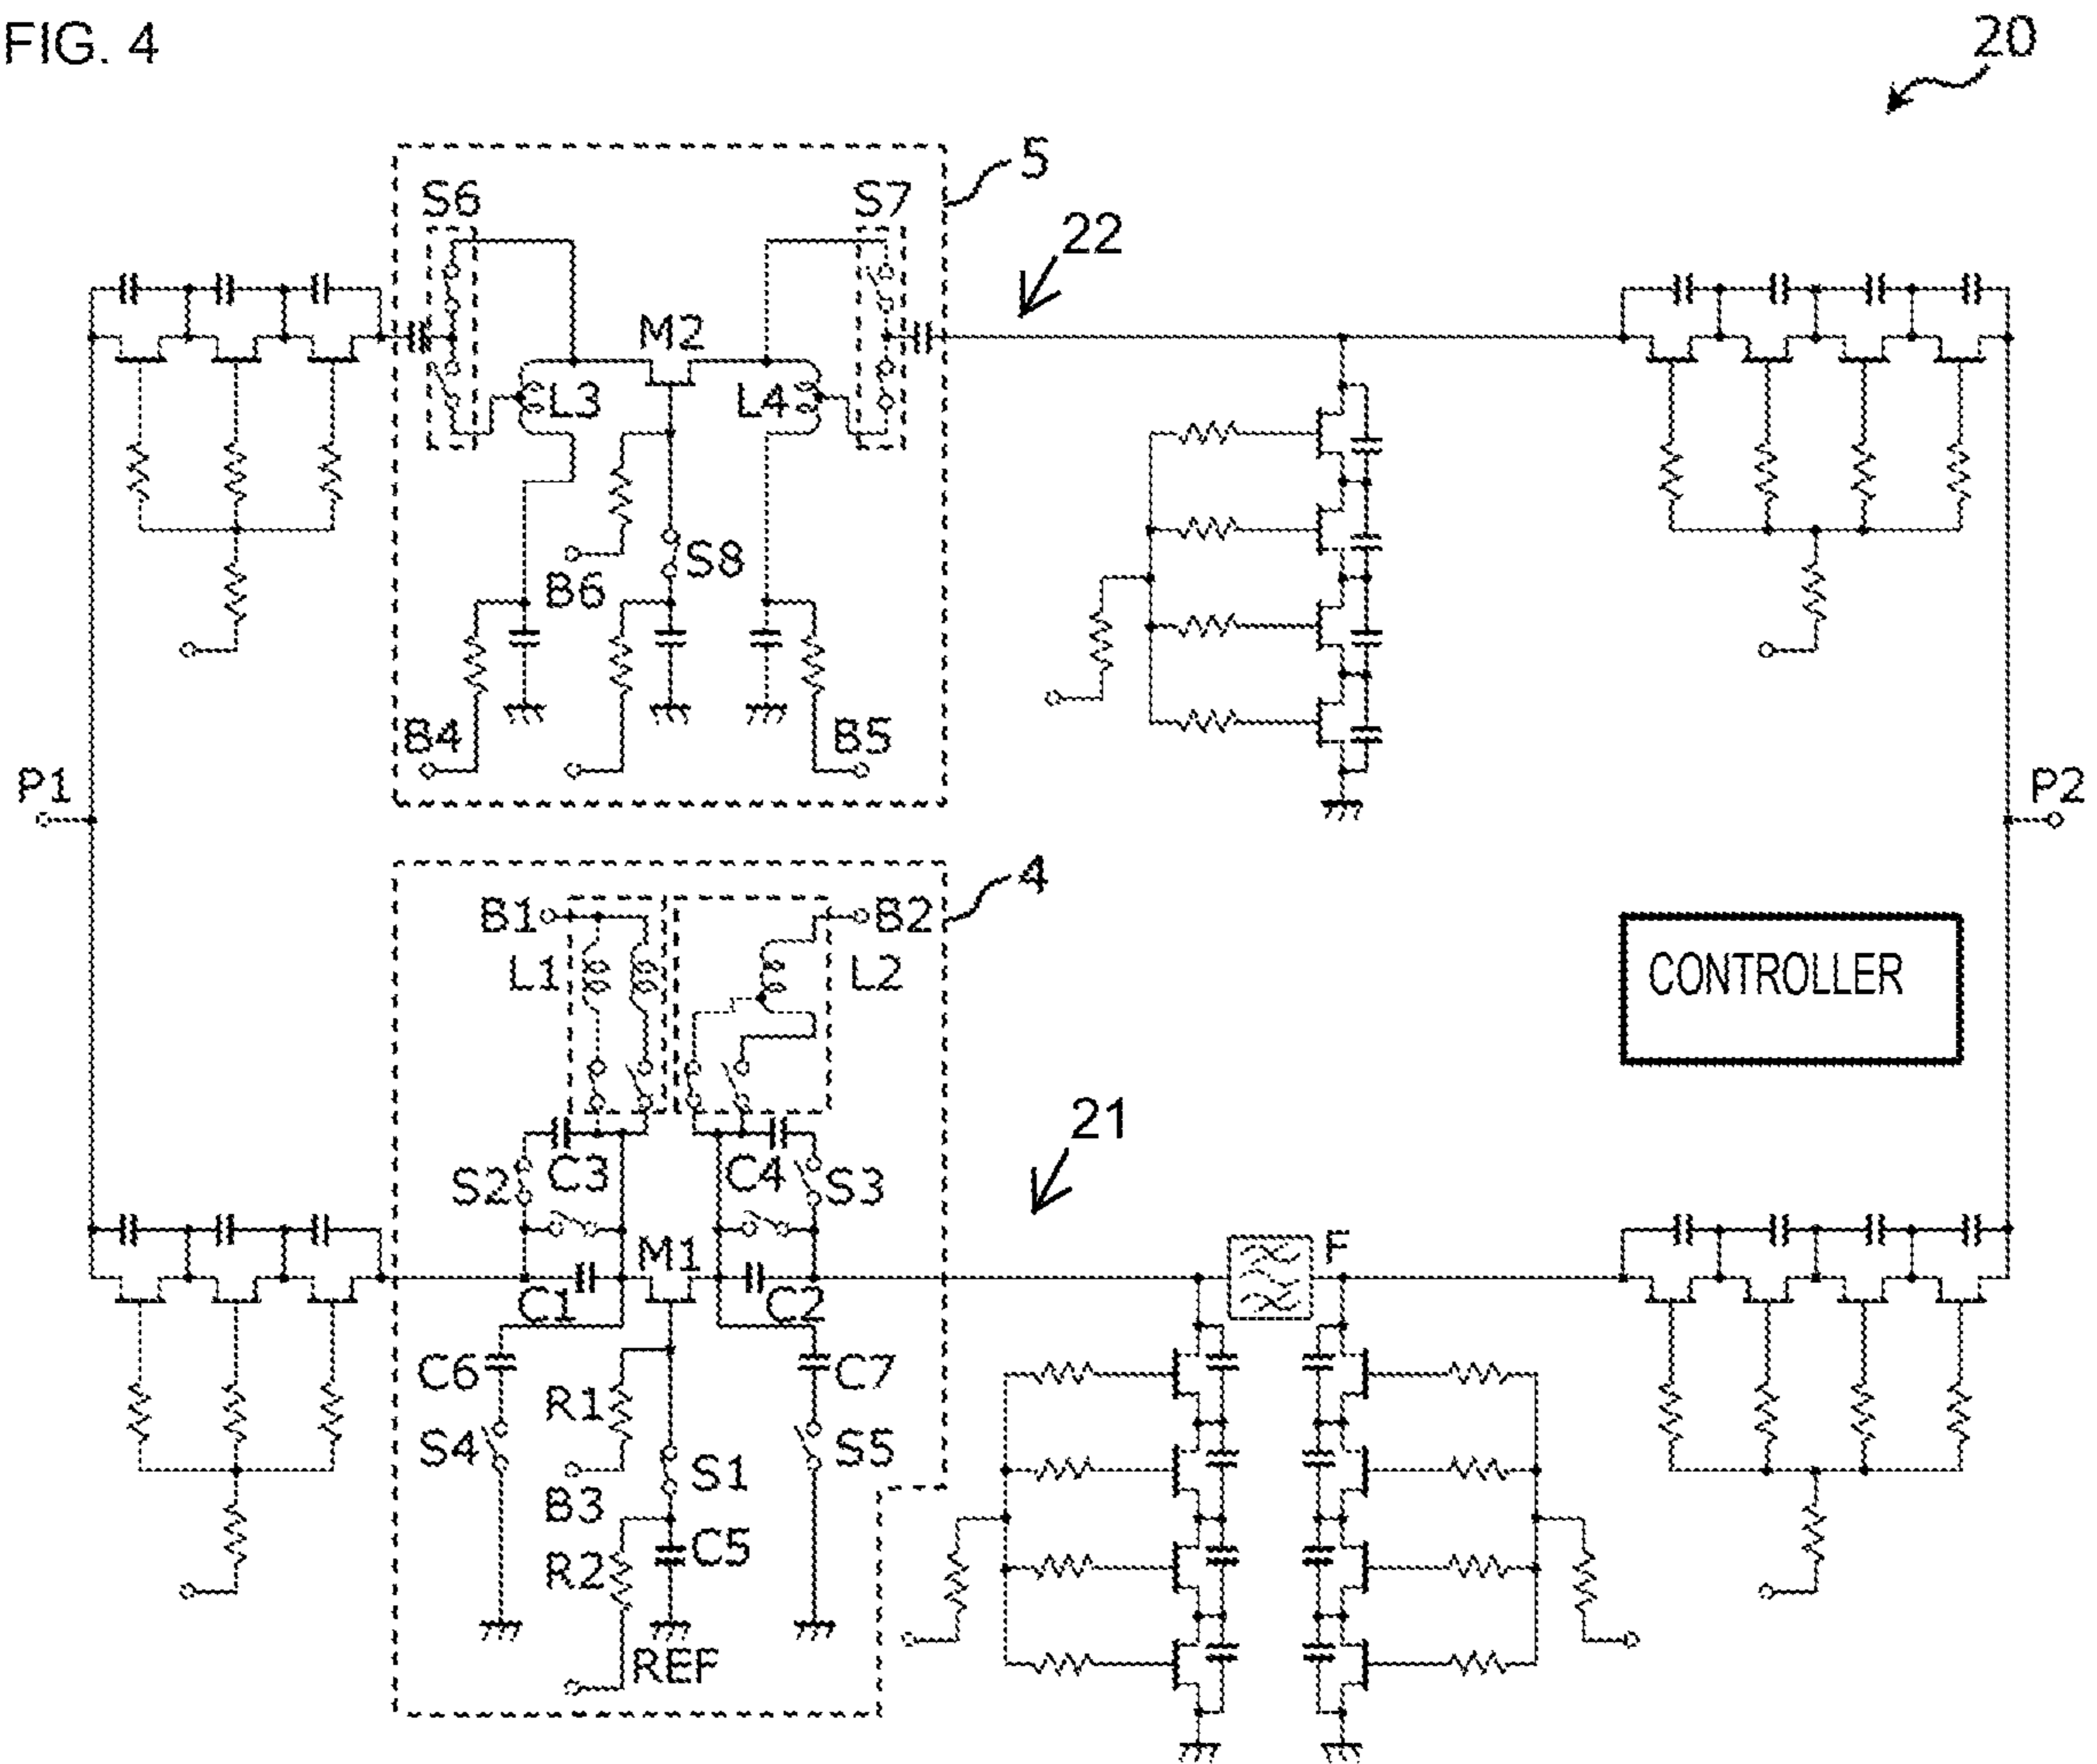 FIG. 4
20
5
S6
S7
22
M2
L3
L4
S8
B6
B4
B5
P1
P2
4
B1
B2
L1
L2
CONTROLLER
C3
C4
S2
S3
21
M1
F
C1
C2
C6
C7
R1
S4
S5
S1
B3
C5
R2
REF